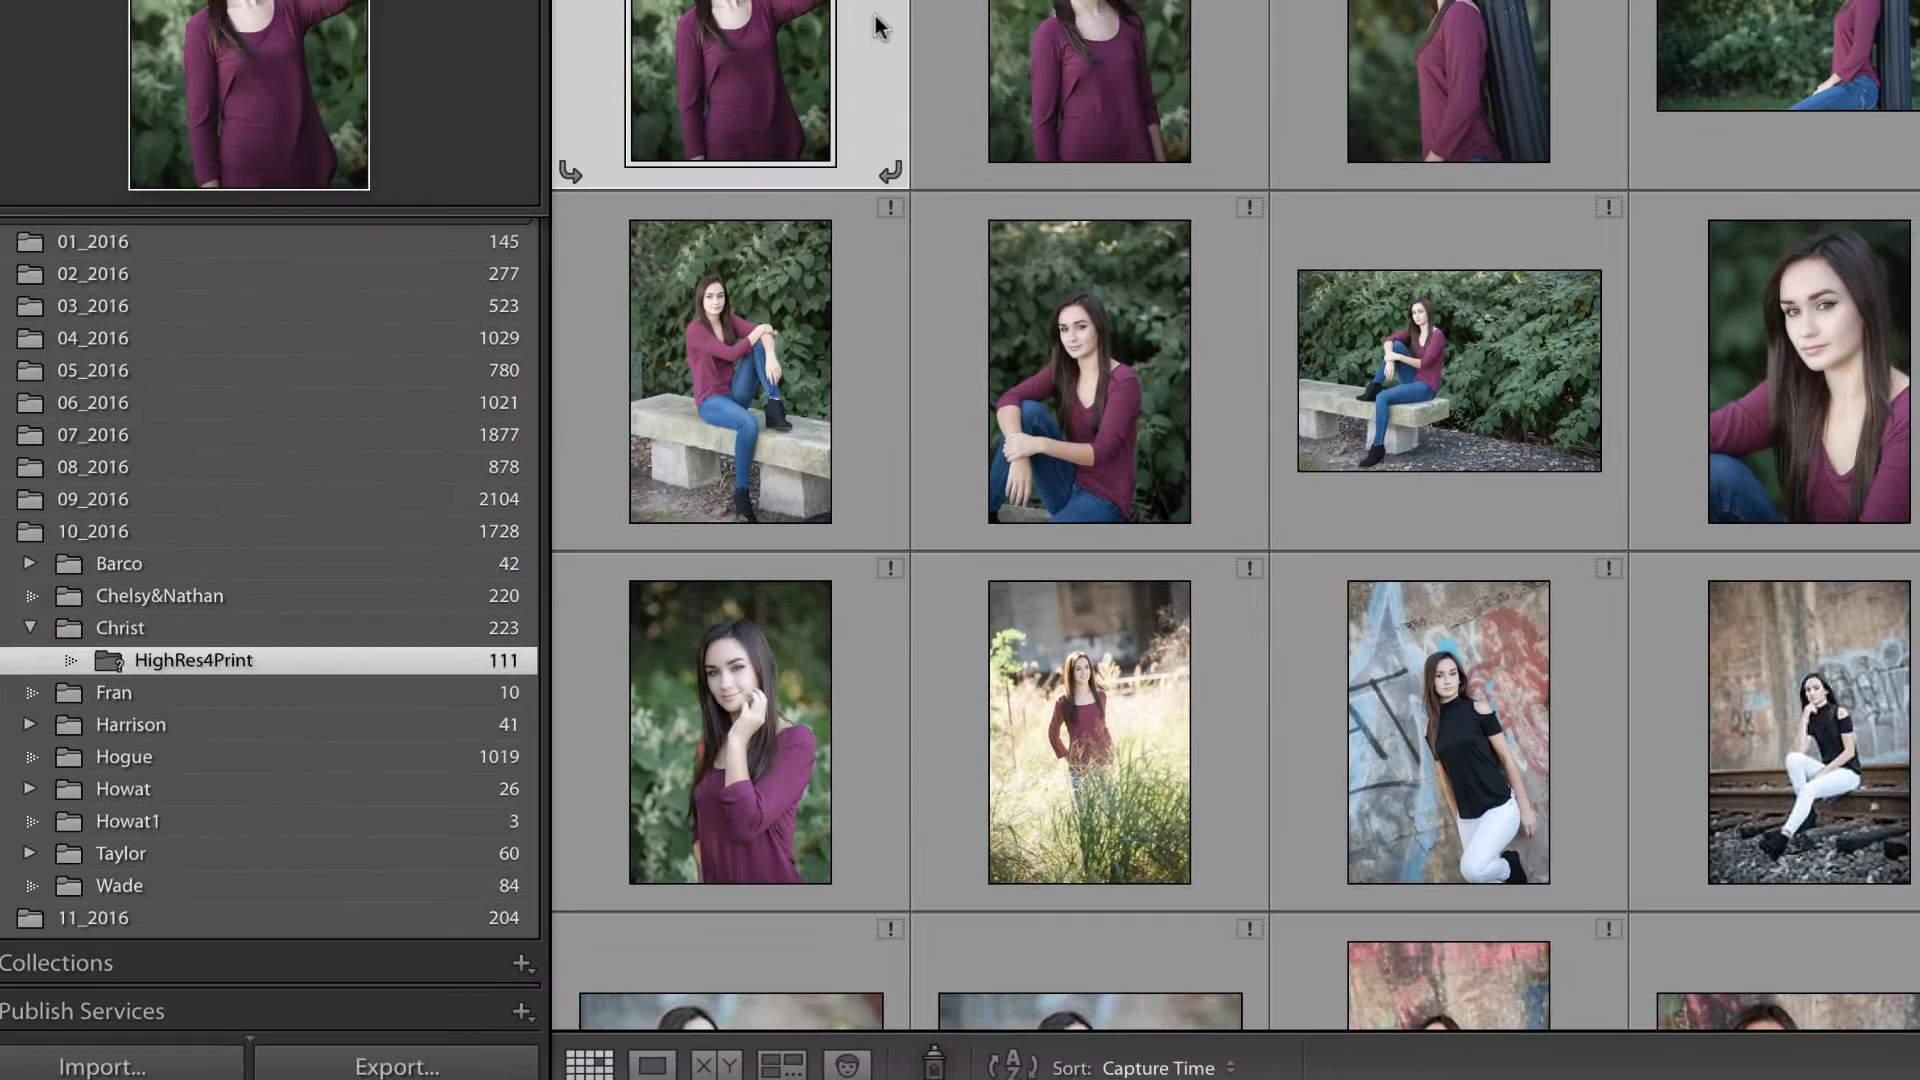 01_2016 145
02_2016 277
03_2016 523
04_2016 1029
05_2016 780
06_2016 1021
07_2016 1877
08_2016 878
09_2016 2104
10_2016 1728
Barco 42
Chelsy&Nathan 220
Christ 223
HighRes4Print 111
Fran 10
Harrison 41
Hogue 1019
Howat 26
Howat1 3
Taylor 60
Wade 84
11_2016 204
Collections
Publish Services
Import... Export...
X Y
A Z
Sort: Capture Time